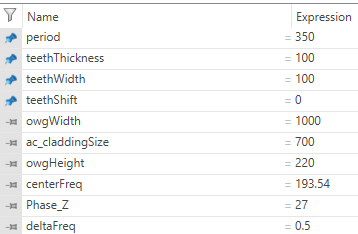 Name Expression
period = 350
teethThickness = 100
teethWidth = 100
teethShift = 0
owgWidth = 1000
ac_claddingSize = 700
owgHeight = 220
centerFreq = 193.54
Phase_Z = 27
deltaFreq = 0.5